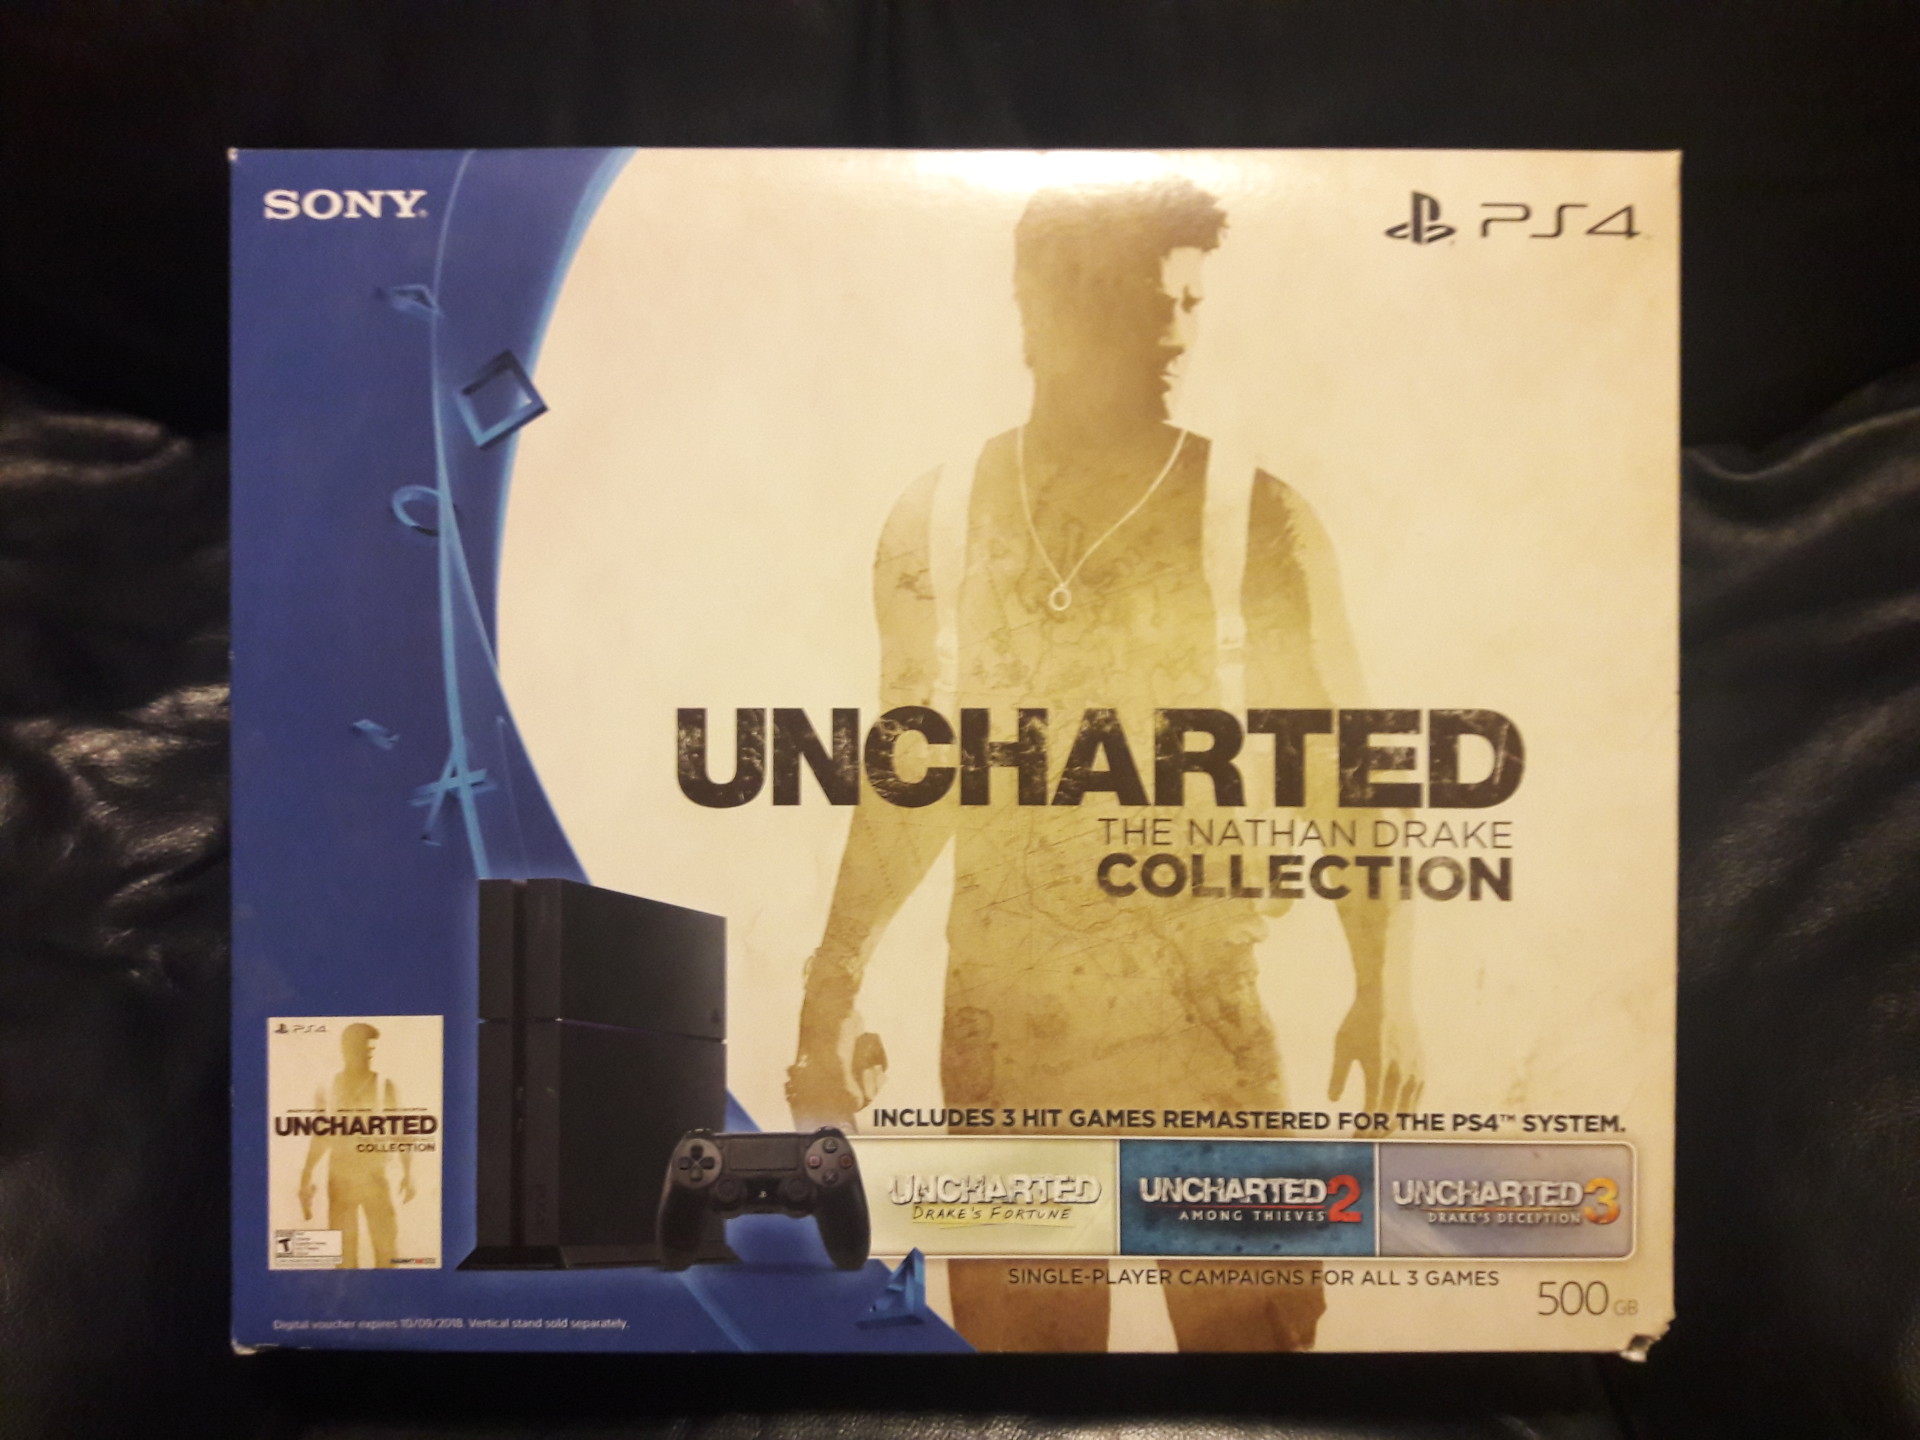 SONY
PS4
UNCHARTED
THE NATHAN DRAKE
COLLECTION
PS4
UNCHARTED
COLLECTION
T
INCLUDES 3 HIT GAMES REMASTERED FOR THE PS4™ SYSTEM.
UNCHARTED
DRAKE'S FORTUNE
UNCHARTED 2
AMONG THIEVES
UNCHARTED 3
DRAKE'S DECEPTION
SINGLE-PLAYER CAMPAIGNS FOR ALL 3 GAMES
500 GB
Digital voucher expires 10/09/2018. Vertical stand sold separately.